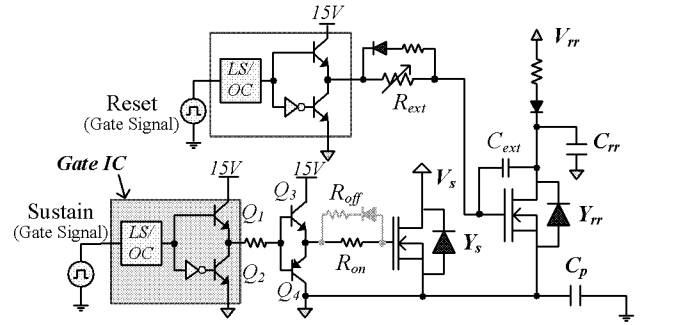 15V
V_rr
LS/
OC
Reset
(Gate Signal)
R_ext
C_ext
C_rr
Gate IC
15V
15V
Q_3
V_s
Sustain
(Gate Signal)
Q_1
R_off
Y_rr
LS/
OC
Y_s
Q_2
R_on
C_p
Q_4